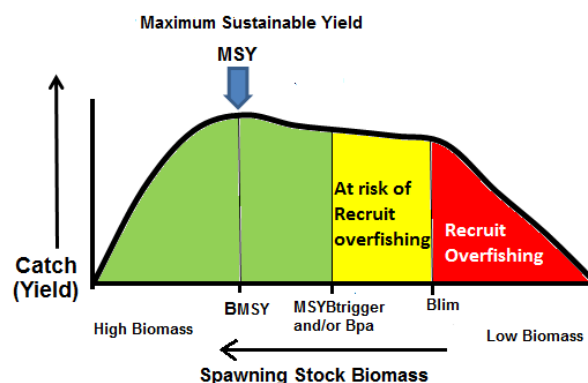 Maximum Sustainable Yield
MSY
At risk of
Recruit
overfishing
Recruit
Overfishing
Catch
(Yield)
BMSY
MSYBtrigger
and/or Bpa
Blim
High Biomass
Low Biomass
Spawning Stock Biomass